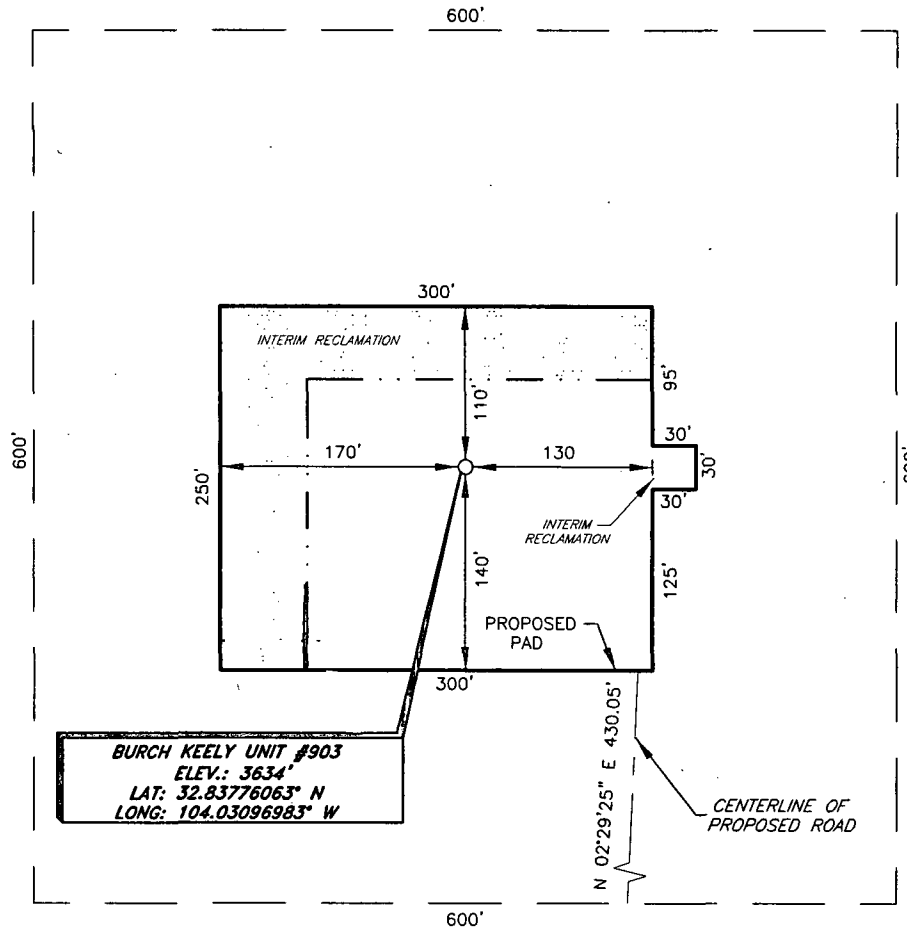 600'
300'
INTERIM RECLAMATION
110'
95'
600'
250'
170'
130
30'
30'
30'
600'
INTERIM
RECLAMATION
140'
125'
PROPOSED
PAD
300'
BURCH KEELY UNIT #903
ELEV.: 3634'
LAT: 32.83776063° N
LONG: 104.03096983° W
N 02°29'25" E 430.05'
CENTERLINE OF
PROPOSED ROAD
600'